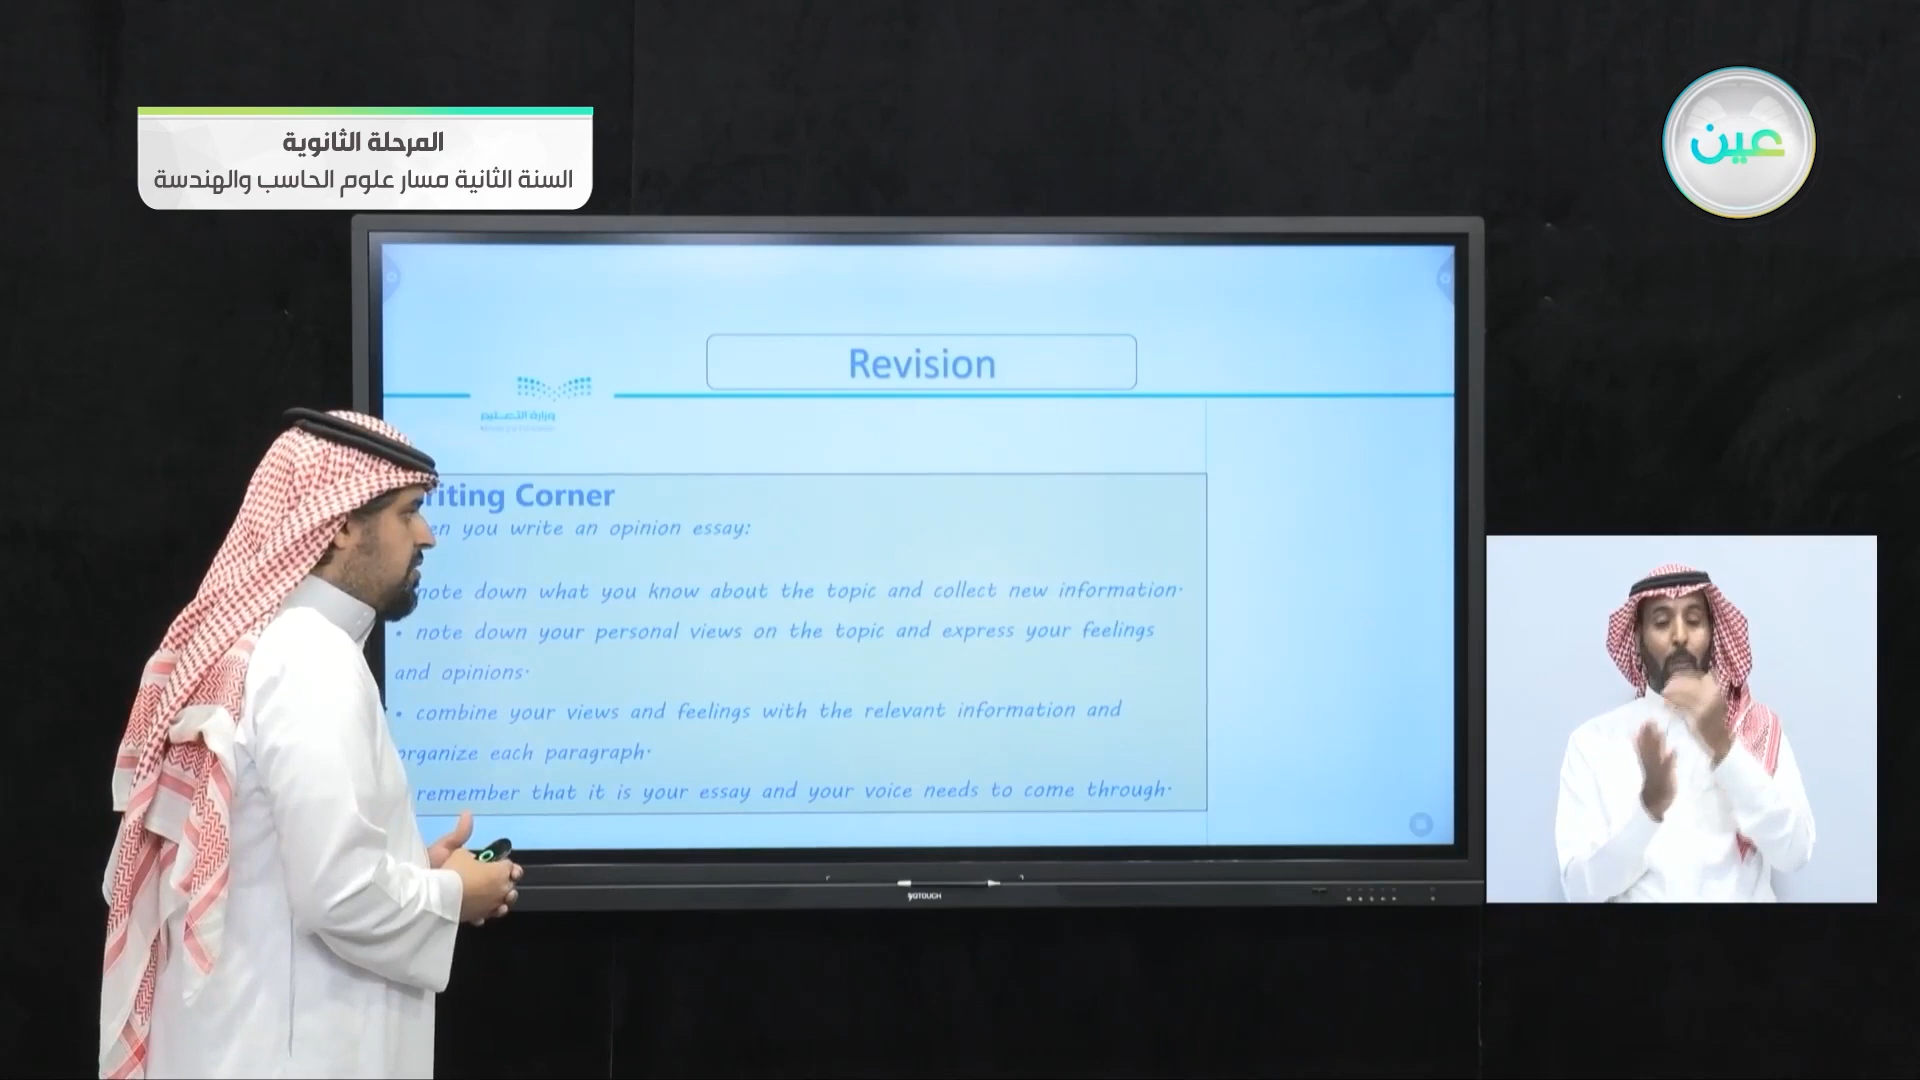 المرحلة الثانوية
السنة الثانية مسار علوم الحاسب والهندسة
عين
Revision
وزارة التعليم
riting Corner
en you write an opinion essay:
note down what you know about the topic and collect new information.
• note down your personal views on the topic and express your feelings
and opinions.
• combine your views and feelings with the relevant information and
organize each paragraph.
remember that it is your essay and your voice needs to come through.
YOTOUCH